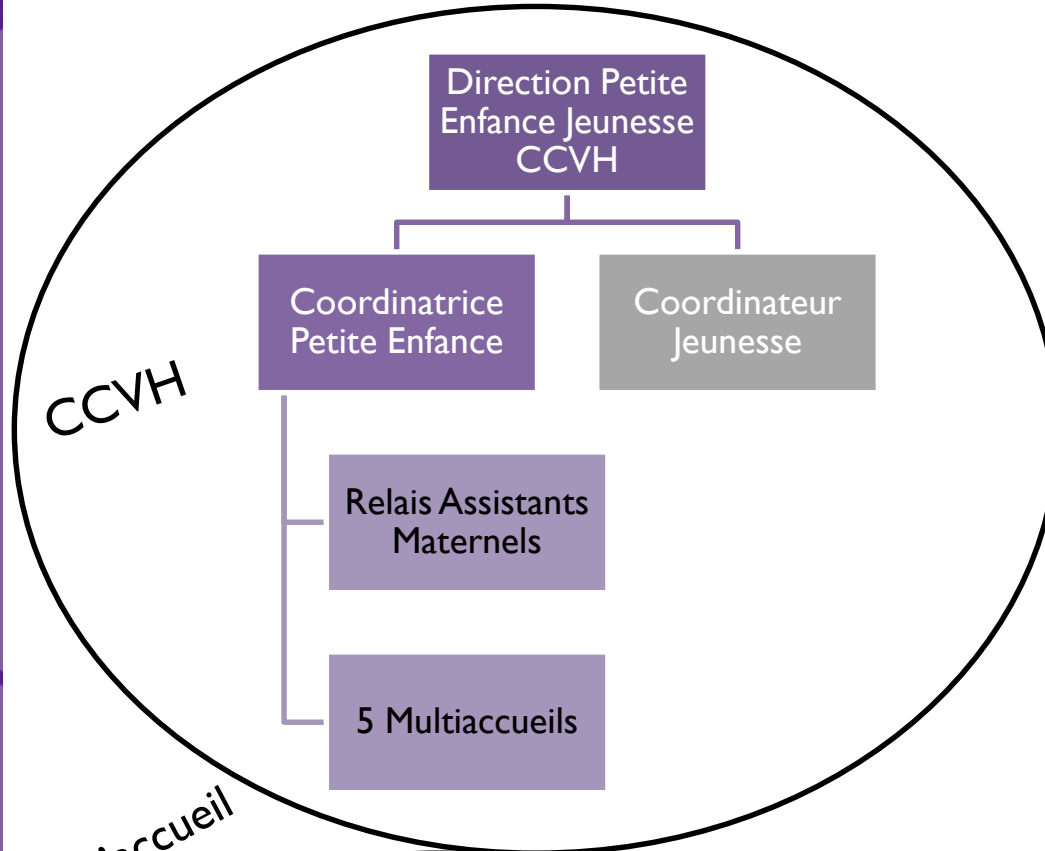 Direction Petite
Enfance Jeunesse
CCVH
Coordinatrice
Petite Enfance
Coordinateur
Jeunesse
CCVH
Relais Assistants
Maternels
5 Multiaccueils